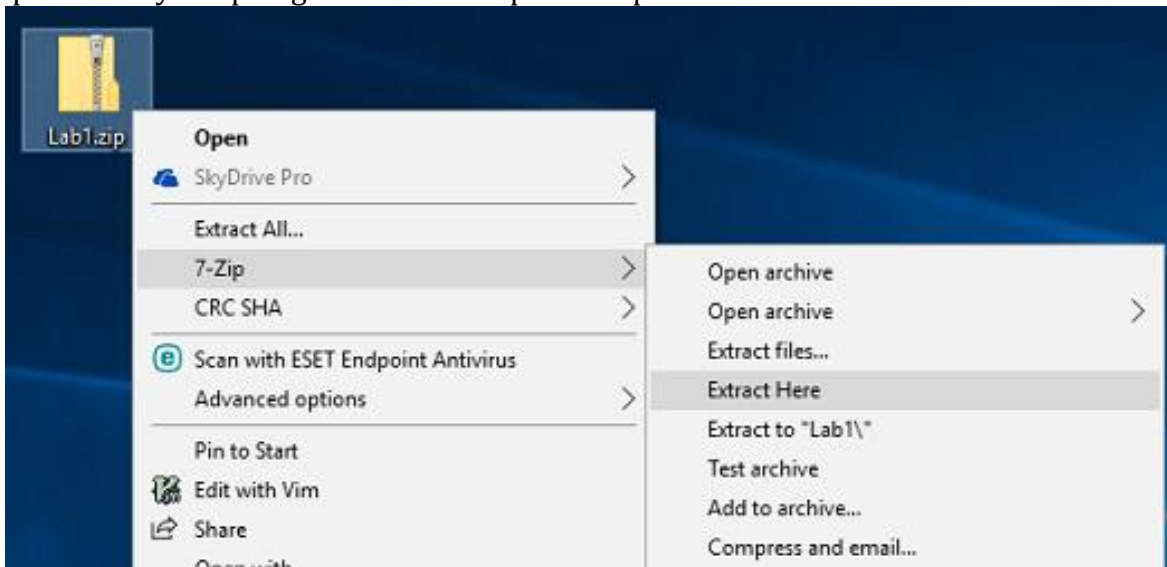 Lab1.zip
Open
SkyDrive Pro
Extract All...
7-Zip
CRC SHA
Scan with ESET Endpoint Antivirus
Advanced options
Pin to Start
Edit with Vim
Share
Open with
Open archive
Open archive
Extract files...
Extract Here
Extract to "Lab1\"
Test archive
Add to archive...
Compress and email...